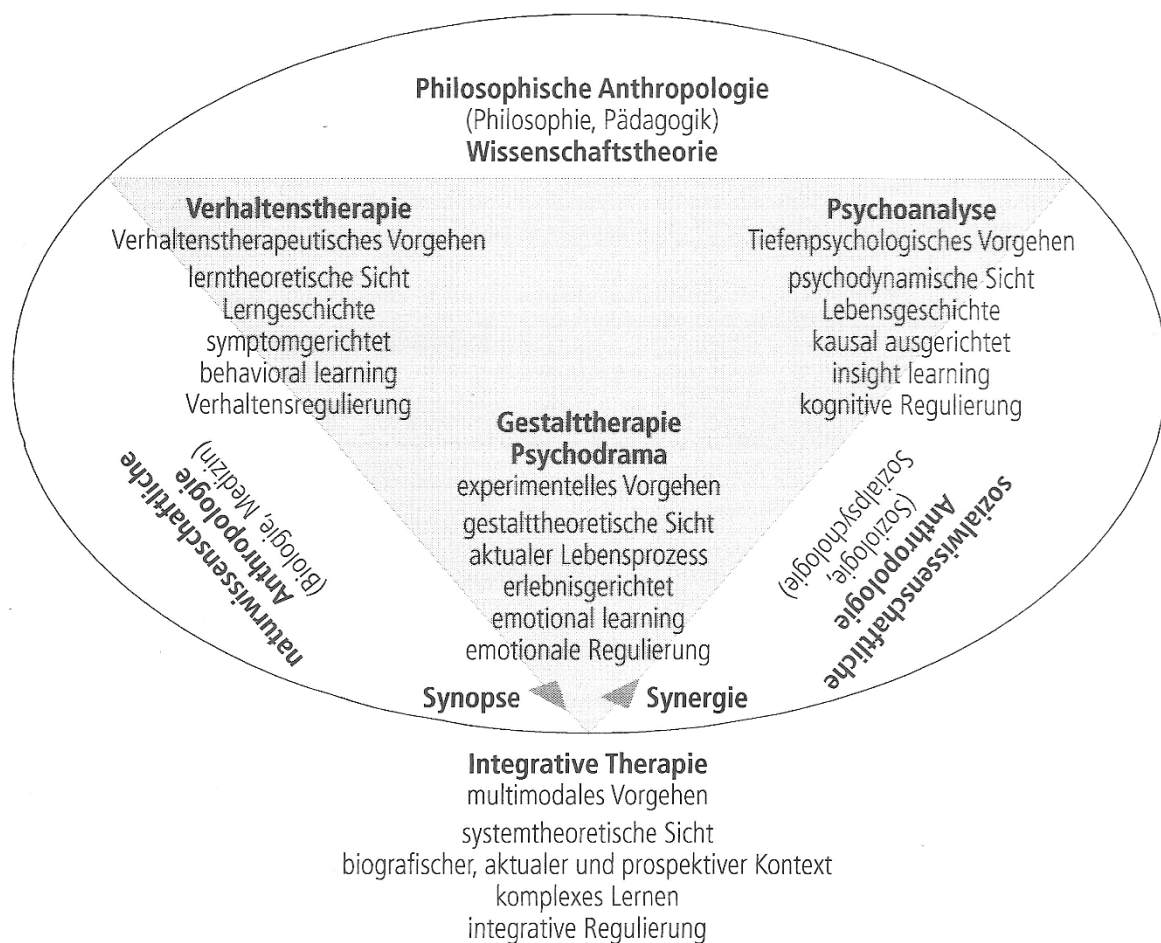 Philosophische Anthropologie
(Philosophie, Pädagogik)
Wissenschaftstheorie
Verhaltenstherapie
Verhaltenstherapeutisches Vorgehen
lerntheoretische Sicht
Lerngeschichte
symptomgerichtet
behavioral learning
Verhaltensregulierung
Psychoanalyse
Tiefenpsychologisches Vorgehen
psychodynamische Sicht
Lebensgeschichte
kausal ausgerichtet
insight learning
kognitive Regulierung
Gestalttherapie
Psychodrama
experimentelles Vorgehen
gestalttheoretische Sicht
aktualer Lebensprozess
erlebnisgerichtet
emotional learning
emotionale Regulierung
naturwissenschaftliche
Anthropologie
(Biologie, Medizin)
sozialwissenschaftliche
Anthropologie
(Soziologie,
Sozialpsychologie)
Synopse
Synergie
Integrative Therapie
multimodales Vorgehen
systemtheoretische Sicht
biografischer, aktualer und prospektiver Kontext
komplexes Lernen
integrative Regulierung